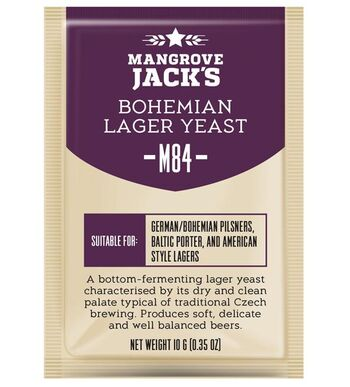 MANGROVE
JACK'S
BOHEMIAN
LAGER YEAST
-M84-
SUITABLE FOR:
GERMAN/BOHEMIAN PILSNERS,
BALTIC PORTER, AND AMERICAN
STYLE LAGERS
A bottom-fermenting lager yeast
characterised by its dry and clean
palate typical of traditional Czech
brewing. Produces soft, delicate
and well balanced beers.
NET WEIGHT 10 G (0.35 OZ)